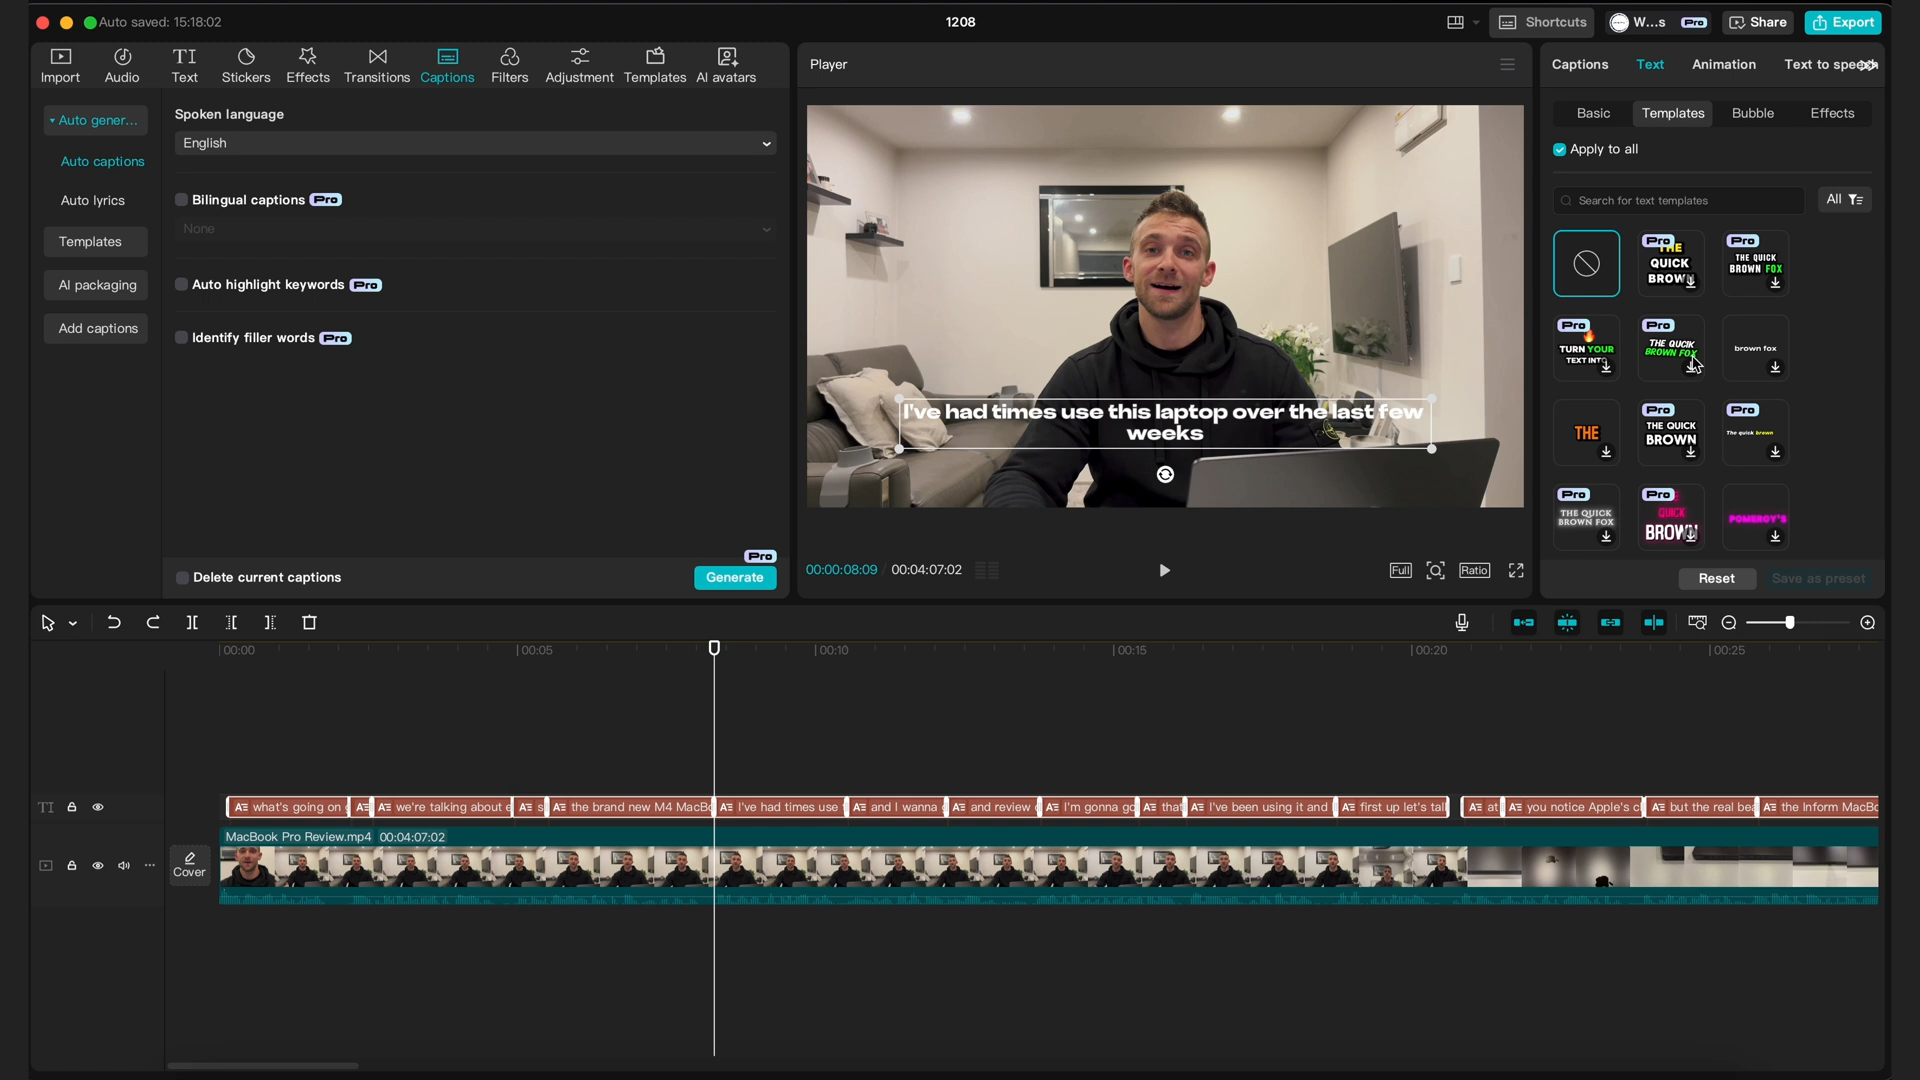 Auto saved: 15:18:02
1208
Shortcuts
W...s
Pro
Share
Export
Import
Audio
Text
Stickers
Effects
Transitions
Captions
Filters
Adjustment
Templates
AI avatars
Auto gener...
Auto captions
Auto lyrics
Templates
AI packaging
Add captions
Spoken language
English
Bilingual captions Pro
None
Auto highlight keywords Pro
Identify filler words Pro
Delete current captions
Pro
Generate
Player
I've had times use this laptop over the last few
weeks
00:00:08:09 / 00:04:07:02
Full
Ratio
Captions
Text
Animation
Text to speech
Basic
Templates
Bubble
Effects
Apply to all
Search for text templates
All
Pro
THE
QUICK
BROWN
Pro
THE QUICK
BROWN FOX
Pro
TURN YOUR
TEXT INTO
Pro
THE QUCIK
BROWN FOX
brown fox
THE
Pro
THE QUICK
BROWN
Pro
The quick brown
Pro
THE QUICK
BROWN FOX
Pro
QUICK
BROWN
POMEROY'S
Reset
Save as preset
00:00
00:05
00:10
00:15
00:20
00:25
TI
what's going on
we're talking about e
s
the brand new M4 MacBo
I've had times use
and I wanna
and review
I'm gonna go
that
I've been using it and
first up let's tal
at
you notice Apple's c
but the real bea
the Inform MacBo
MacBook Pro Review.mp4 00:04:07:02
Cover